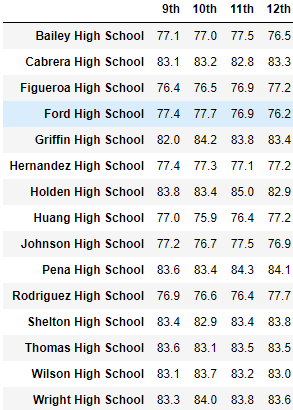 9th 10th 11th 12th
Bailey High School 77.1 77.0 77.5 76.5
Cabrera High School 83.1 83.2 82.8 83.3
Figueroa High School 76.4 76.5 76.9 77.2
Ford High School 77.4 77.7 76.9 76.2
Griffin High School 82.0 84.2 83.8 83.4
Hernandez High School 77.4 77.3 77.1 77.2
Holden High School 83.8 83.4 85.0 82.9
Huang High School 77.0 75.9 76.4 77.2
Johnson High School 77.2 76.7 77.5 76.9
Pena High School 83.6 83.4 84.3 84.1
Rodriguez High School 76.9 76.6 76.4 77.7
Shelton High School 83.4 82.9 83.4 83.8
Thomas High School 83.6 83.1 83.5 83.5
Wilson High School 83.1 83.7 83.2 83.0
Wright High School 83.3 84.0 83.8 83.6